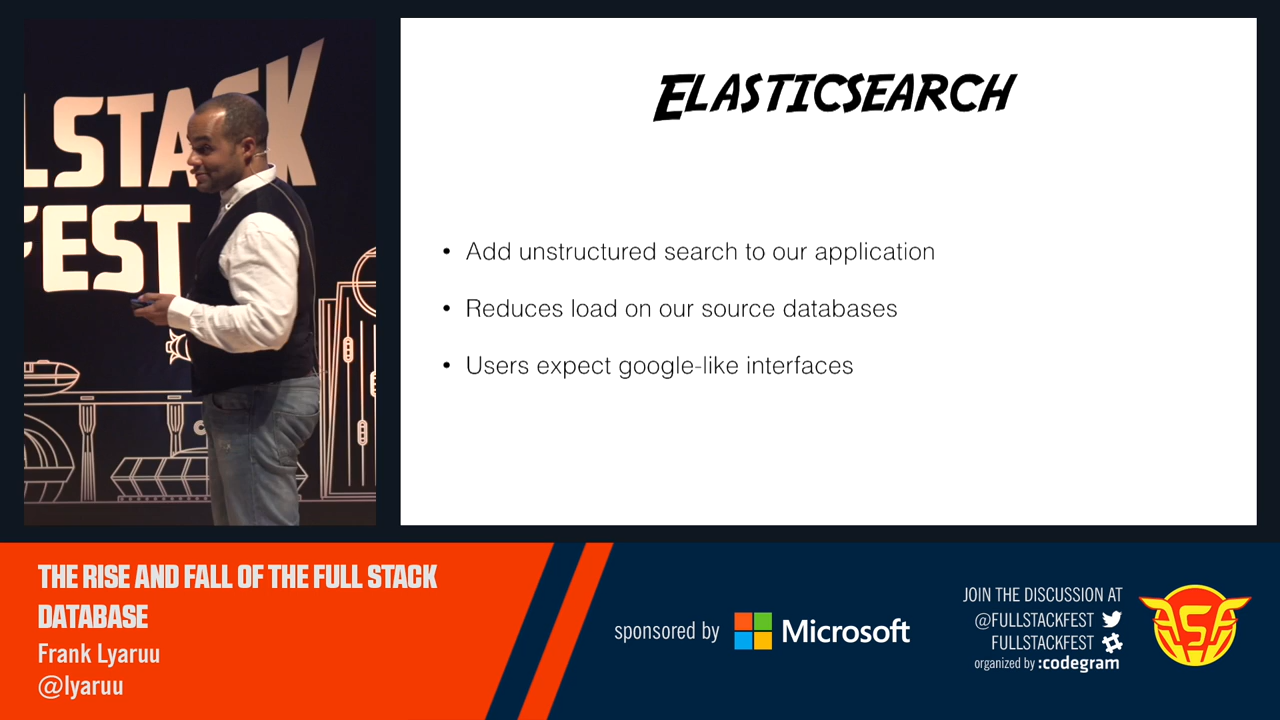 LSTACK
FEST
ELASTICSEARCH
• Add unstructured search to our application
• Reduces load on our source databases
• Users expect google-like interfaces
THE RISE AND FALL OF THE FULL STACK
DATABASE
Frank Lyaruu
@lyaruu
sponsored by Microsoft
JOIN THE DISCUSSION AT
@FULLSTACKFEST
FULLSTACKFEST
organized by :codegram
FSF